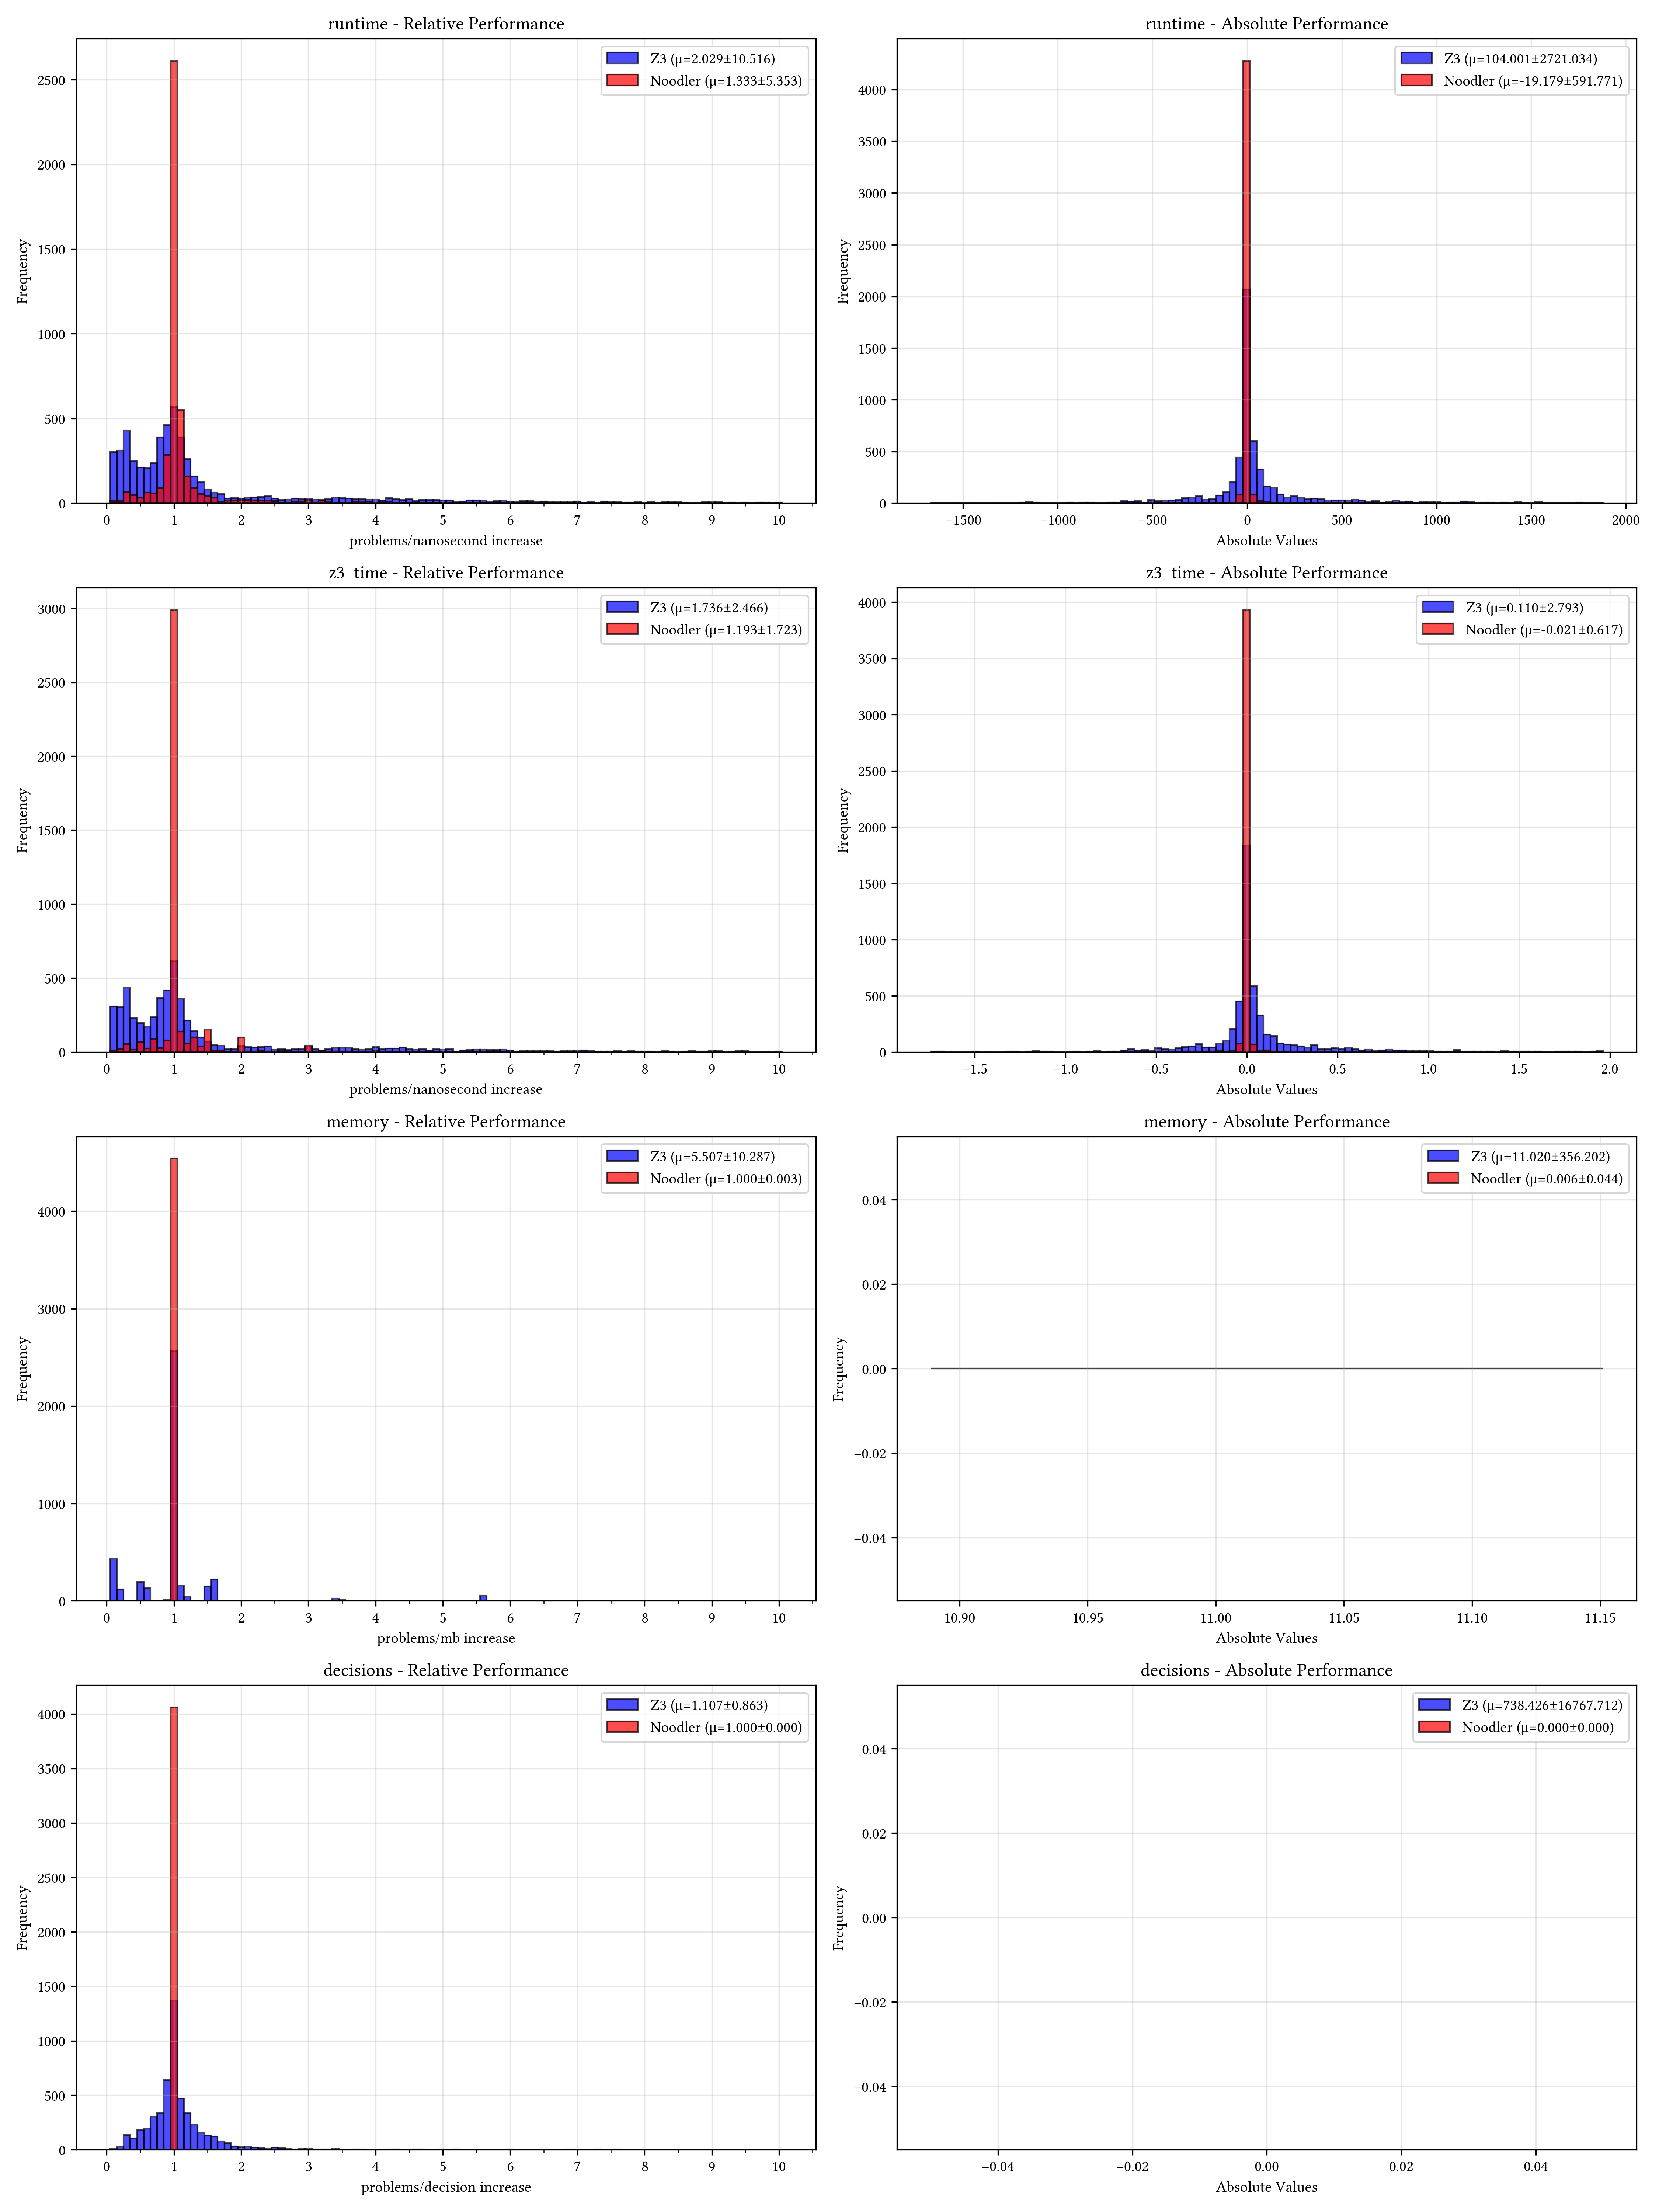 runtime - Relative Performance
Z3 (μ=2.029±10.516)
Noodler (μ=1.333±5.353)
Frequency
2500
2000
1500
1000
500
0
0 1 2 3 4 5 6 7 8 9 10
problems/nanosecond increase
runtime - Absolute Performance
Z3 (μ=104.001±2721.034)
Noodler (μ=-19.179±591.771)
Frequency
4000
3500
3000
2500
2000
1500
1000
500
0
−1500 −1000 −500 0 500 1000 1500 2000
Absolute Values
z3_time - Relative Performance
Z3 (μ=1.736±2.466)
Noodler (μ=1.193±1.723)
Frequency
3000
2500
2000
1500
1000
500
0
0 1 2 3 4 5 6 7 8 9 10
problems/nanosecond increase
z3_time - Absolute Performance
Z3 (μ=0.110±2.793)
Noodler (μ=-0.021±0.617)
Frequency
4000
3500
3000
2500
2000
1500
1000
500
0
−1.5 −1.0 −0.5 0.0 0.5 1.0 1.5 2.0
Absolute Values
memory - Relative Performance
Z3 (μ=5.507±10.287)
Noodler (μ=1.000±0.003)
Frequency
4000
3000
2000
1000
0
0 1 2 3 4 5 6 7 8 9 10
problems/mb increase
memory - Absolute Performance
Z3 (μ=11.020±356.202)
Noodler (μ=0.006±0.044)
Frequency
0.04
0.02
0.00
−0.02
−0.04
10.90 10.95 11.00 11.05 11.10 11.15
Absolute Values
decisions - Relative Performance
Z3 (μ=1.107±0.863)
Noodler (μ=1.000±0.000)
Frequency
4000
3500
3000
2500
2000
1500
1000
500
0
0 1 2 3 4 5 6 7 8 9 10
problems/decision increase
decisions - Absolute Performance
Z3 (μ=738.426±16767.712)
Noodler (μ=0.000±0.000)
Frequency
0.04
0.02
0.00
−0.02
−0.04
−0.04 −0.02 0.00 0.02 0.04
Absolute Values